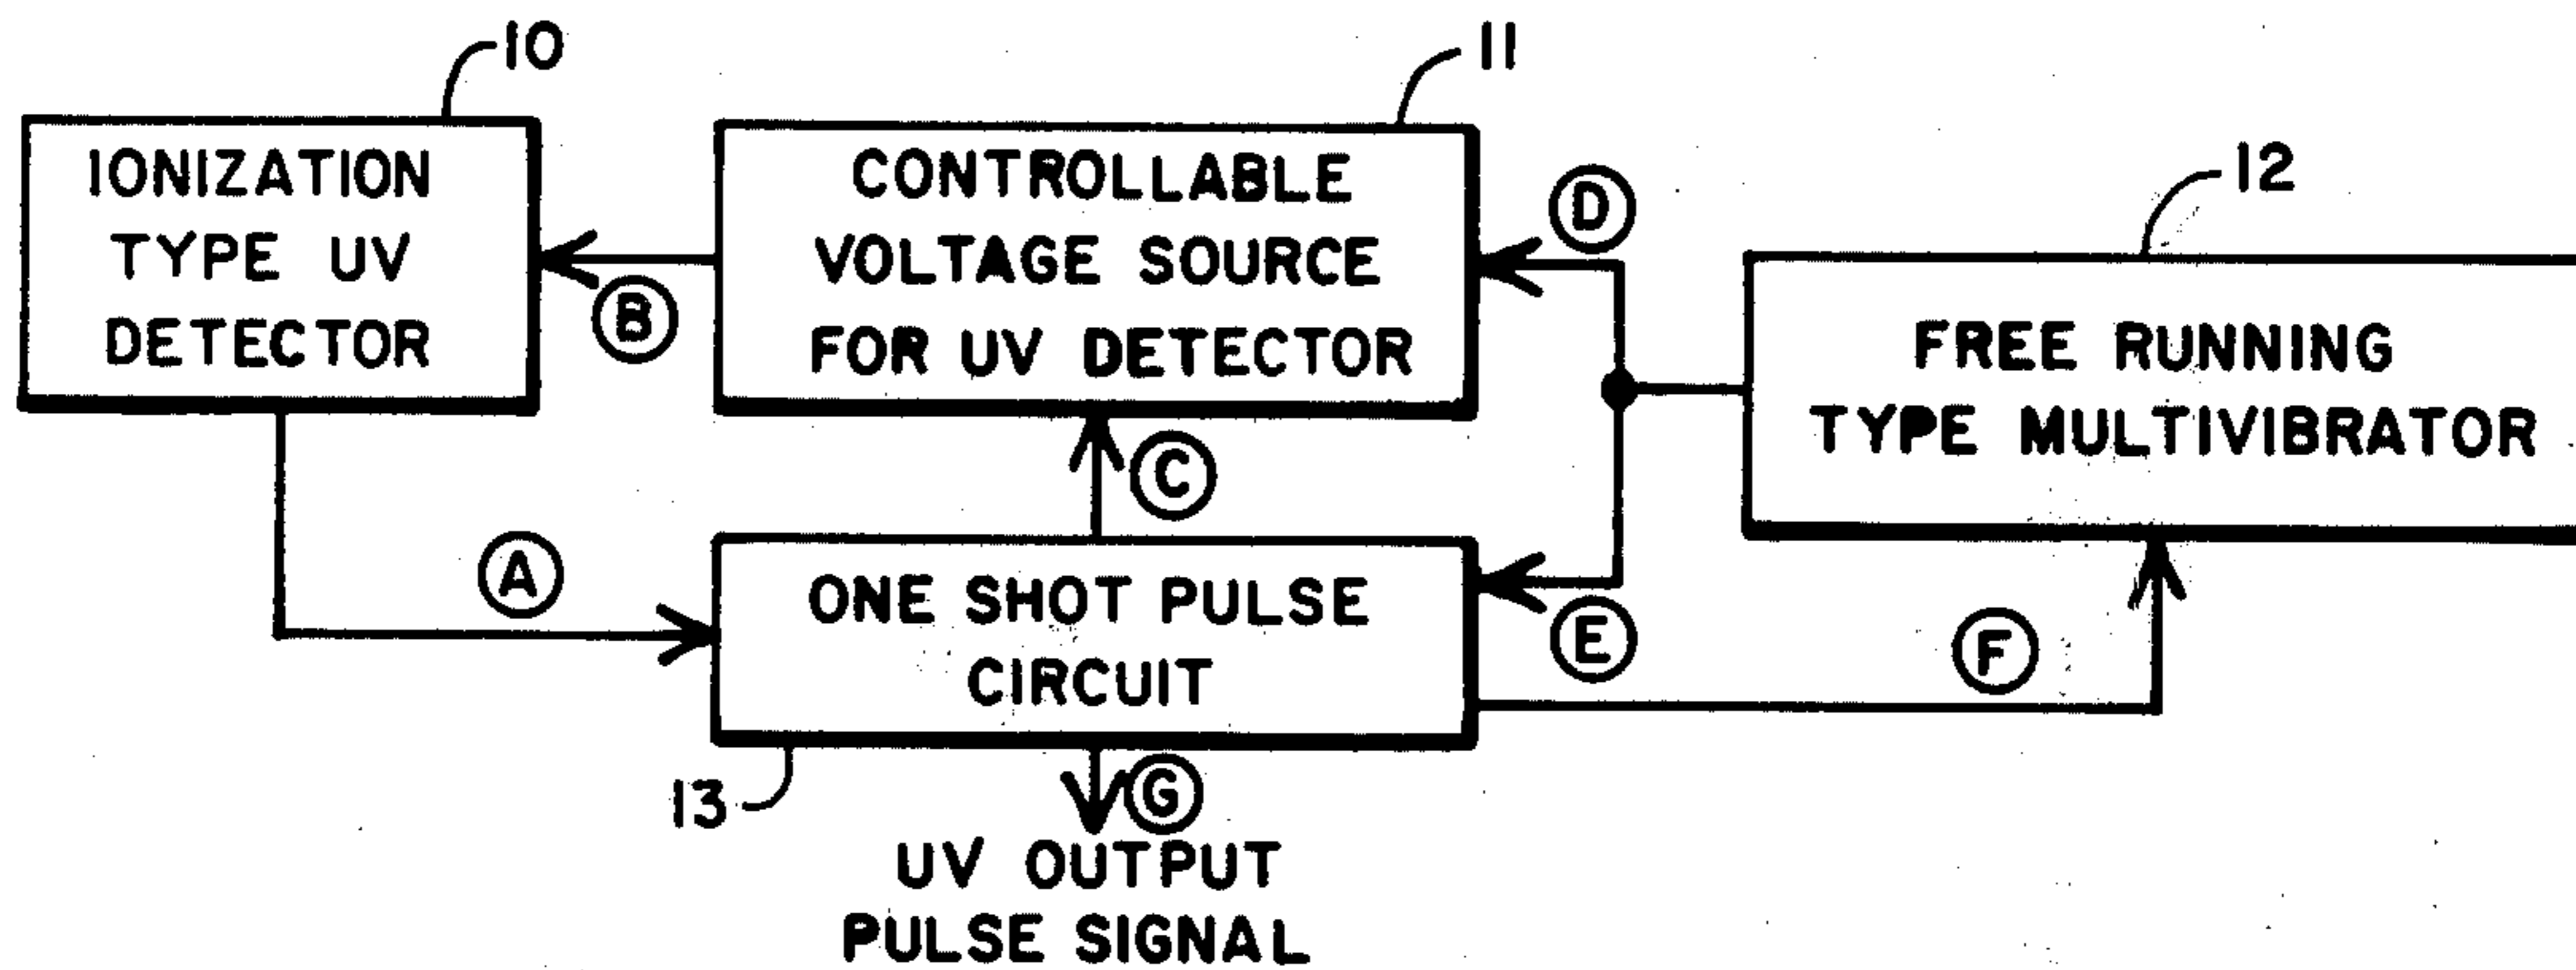 10
11
12
IONIZATION
TYPE UV
DETECTOR
B
CONTROLLABLE
VOLTAGE SOURCE
FOR UV DETECTOR
D
FREE RUNNING
TYPE MULTIVIBRATOR
C
A
ONE SHOT PULSE
CIRCUIT
E
F
13
G
UV OUTPUT
PULSE SIGNAL